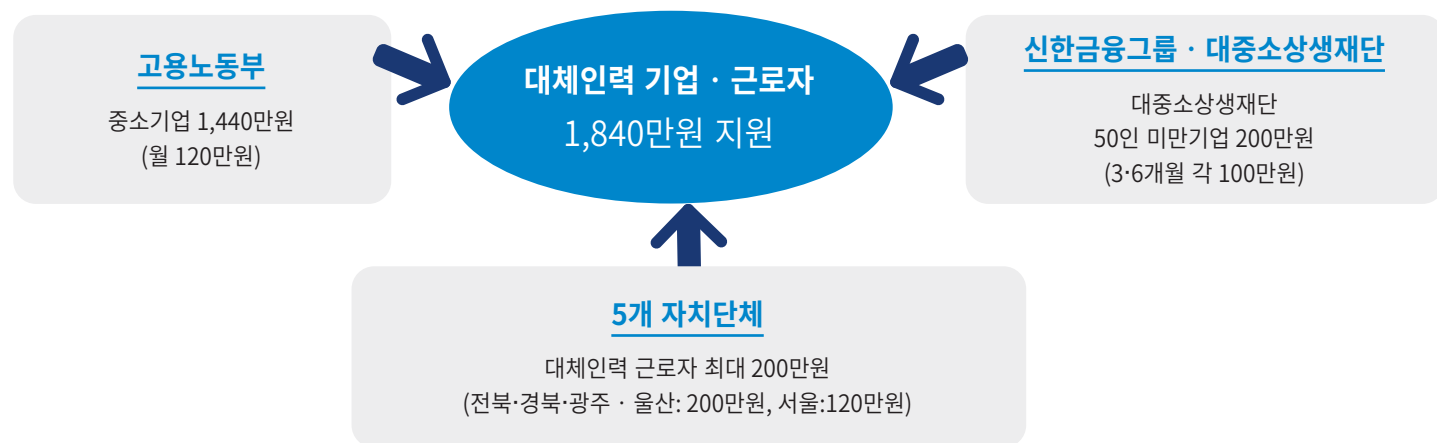 고용노동부
중소기업 1,440만원
(월 120만원)
대체인력 기업 · 근로자
1,840만원 지원
신한금융그룹 · 대중소상생재단
대중소상생재단
50인 미만기업 200만원
(3·6개월 각 100만원)
5개 자치단체
대체인력 근로자 최대 200만원
(전북·경북·광주 · 울산: 200만원, 서울:120만원)